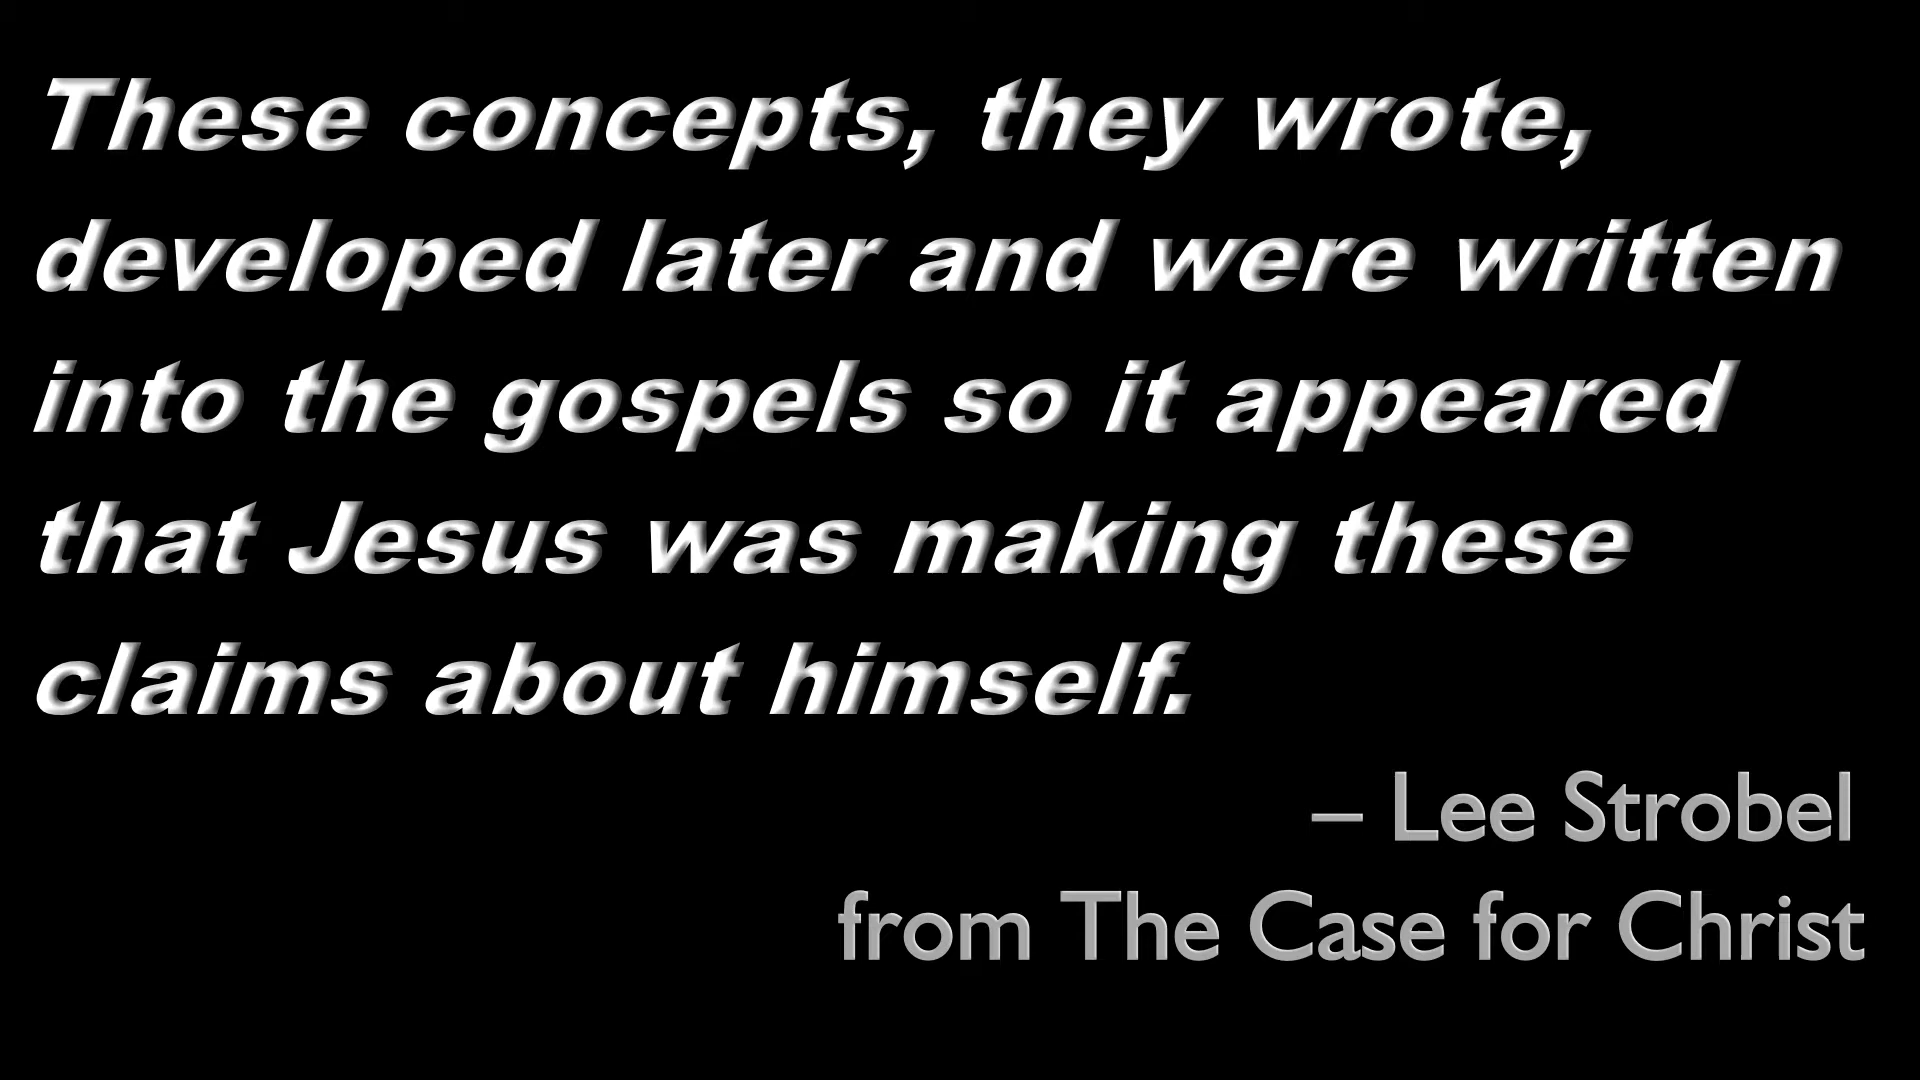 These concepts, they wrote,
developed later and were written
into the gospels so it appeared
that Jesus was making these
claims about himself.
– Lee Strobel
from The Case for Christ